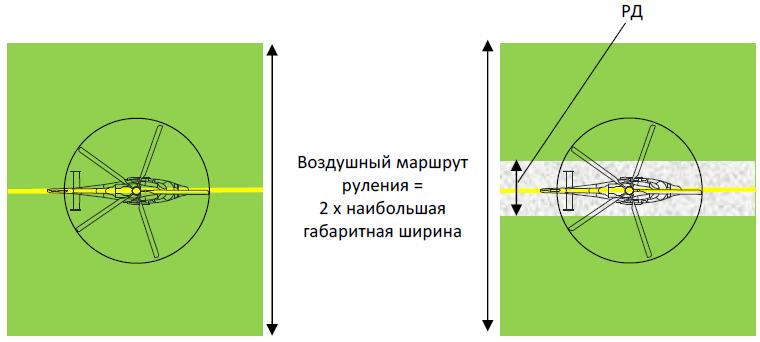 РД
Воздушный маршрут
руления =
2 x наибольшая
габаритная ширина